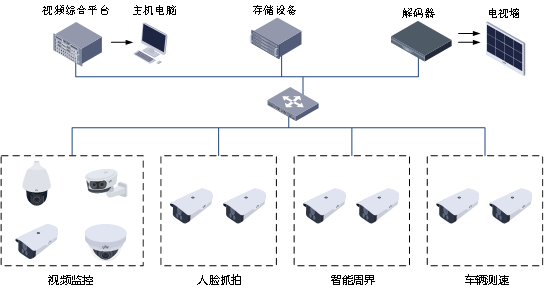 视频综合平台
主机电脑
存储设备
解码器
电视墙
视频监控
人脸抓拍
智能周界
车辆测速